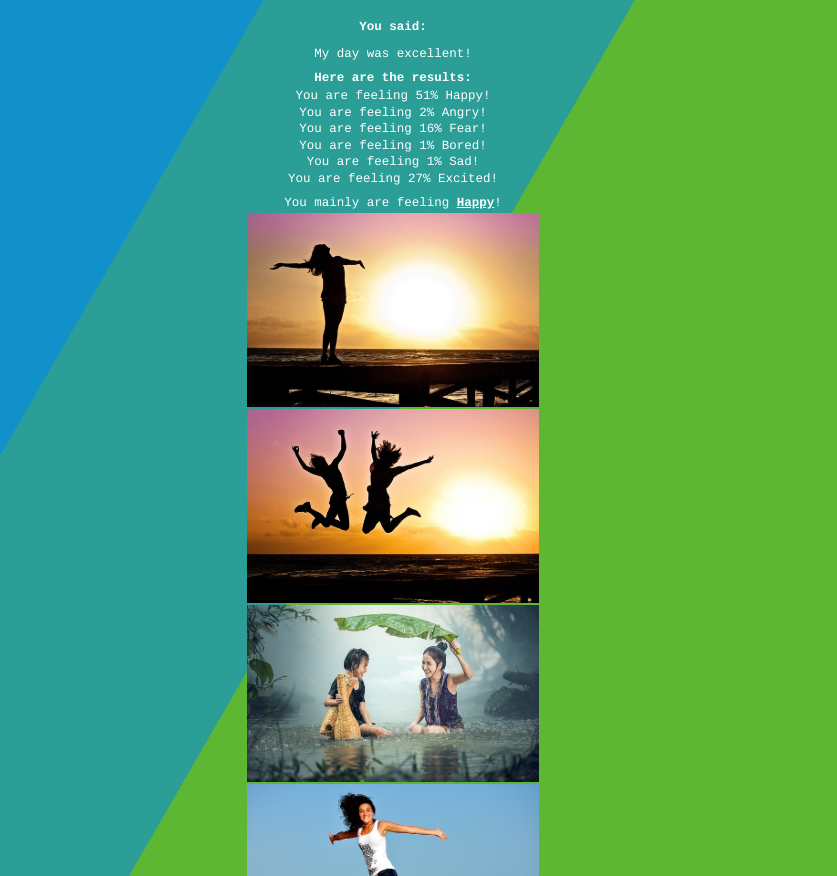 You said:
My day was excellent!
Here are the results:
You are feeling 51% Happy!
You are feeling 2% Angry!
You are feeling 16% Fear!
You are feeling 1% Bored!
You are feeling 1% Sad!
You are feeling 27% Excited!
You mainly are feeling Happy!